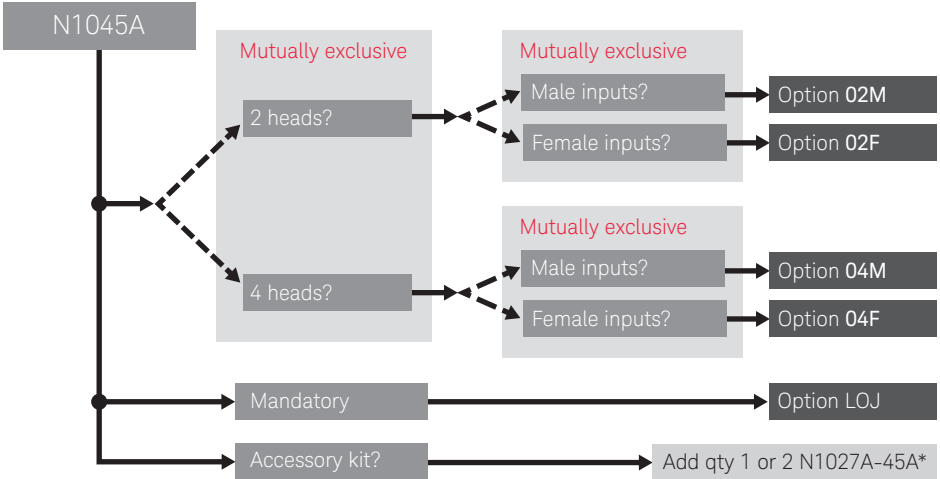 N1045A
Mutually exclusive
2 heads?
4 heads?
Mutually exclusive
Male inputs?
Female inputs?
Option 02M
Option 02F
Mutually exclusive
Male inputs?
Female inputs?
Option 04M
Option 04F
Mandatory
Option LOJ
Accessory kit?
Add qty 1 or 2 N1027A-45A*